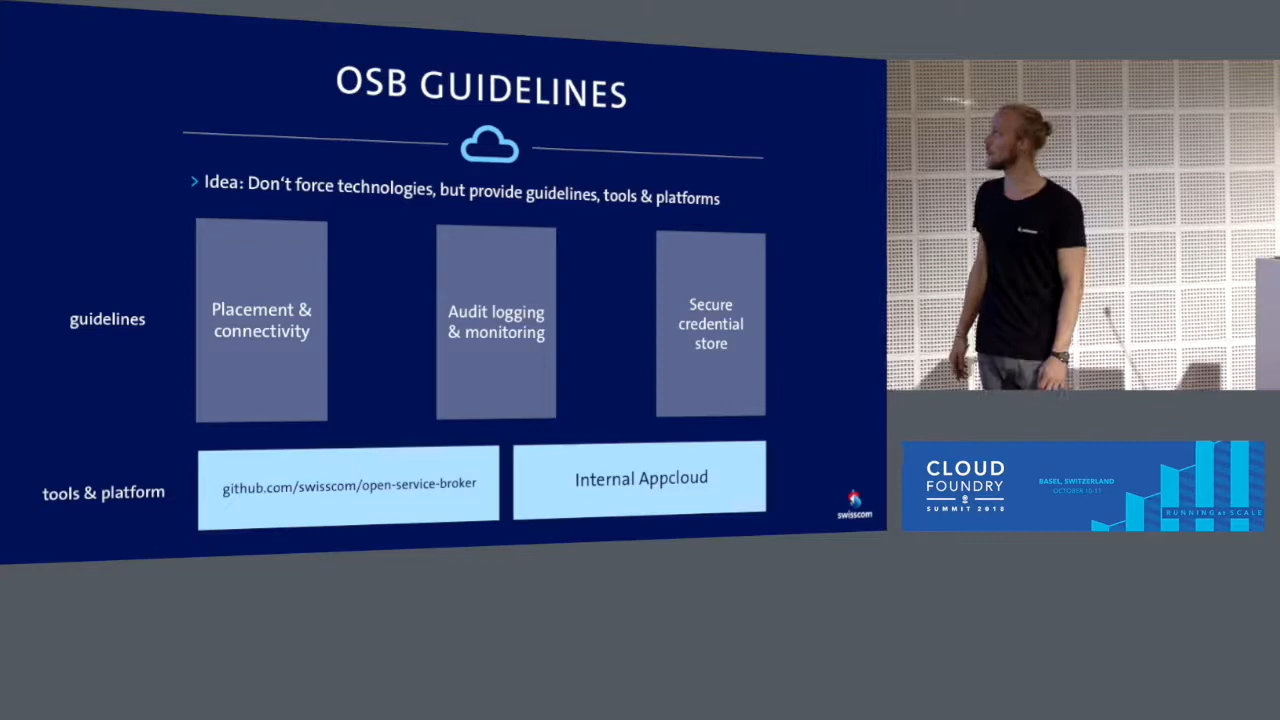 OSB GUIDELINES
> Idea: Don‘t force technologies, but provide guidelines, tools & platforms
guidelines
Placement &
connectivity
Audit logging
& monitoring
Secure
credential
store
tools & platform
github.com/swisscom/open-service-broker
Internal Appcloud
swisscom
CLOUD
FOUNDRY
SUMMIT 2018
BASEL, SWITZERLAND
OCTOBER 10-11
RUNNING at SCALE